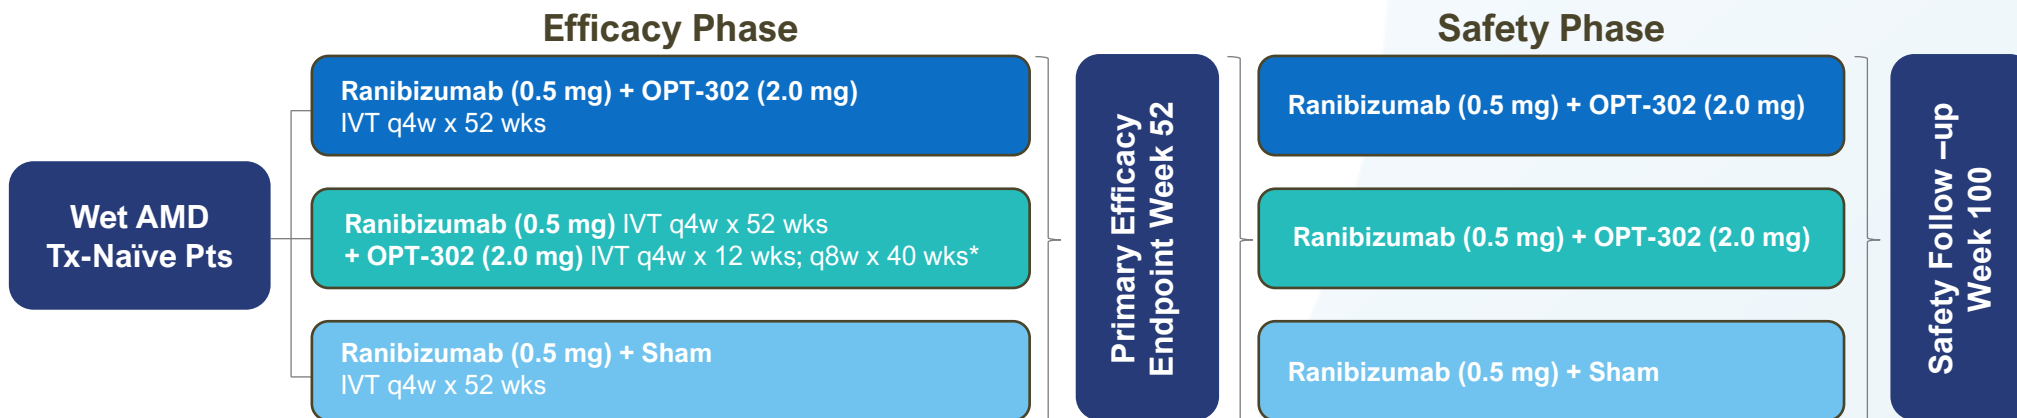 Efficacy Phase
Safety Phase
Wet AMD
Tx-Naïve Pts
Ranibizumab (0.5 mg) + OPT-302 (2.0 mg)
IVT q4w x 52 wks
Ranibizumab (0.5 mg) IVT q4w x 52 wks
+ OPT-302 (2.0 mg) IVT q4w x 12 wks; q8w x 40 wks*
Ranibizumab (0.5 mg) + Sham
IVT q4w x 52 wks
Primary Efficacy
Endpoint Week 52
Ranibizumab (0.5 mg) + OPT-302 (2.0 mg)
Ranibizumab (0.5 mg) + OPT-302 (2.0 mg)
Ranibizumab (0.5 mg) + Sham
Safety Follow –up
Week 100